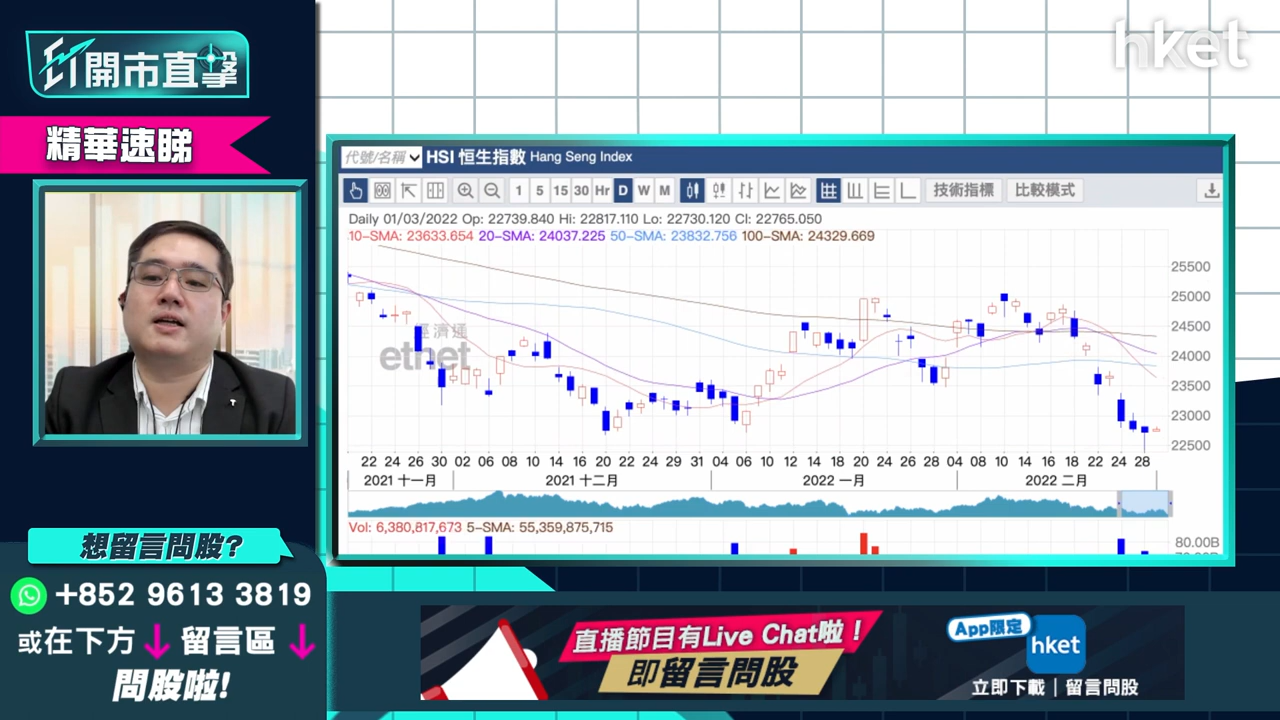 ET開市直擊
hket
精華速睇
代號/名稱 HSI 恒生指數 Hang Seng Index
1 5 15 30 Hr D W M 技術指標 比較模式
Daily 01/03/2022 Op: 22739.840 Hi: 22817.110 Lo: 22730.120 Cl: 22765.050
10-SMA: 23633.654 20-SMA: 24037.225 50-SMA: 23832.756 100-SMA: 24329.669
25500
25000
24500
24000
23500
23000
22500
經濟通
etnet
22 24 26 30 02 06 08 10 14 16 20 22 24 29 31 04 06 10 12 14 18 20 24 26 28 04 08 10 14 16 18 22 24 28
2021 十一月 2021 十二月 2022 一月 2022 二月
Vol: 6,380,817,673 5-SMA: 55,359,875,715
80.00B
想留言問股?
+852 9613 3819
或在下方↓留言區↓
問股啦!
直播節目有Live Chat啦！
即留言問股
App限定
hket
立即下載｜留言問股